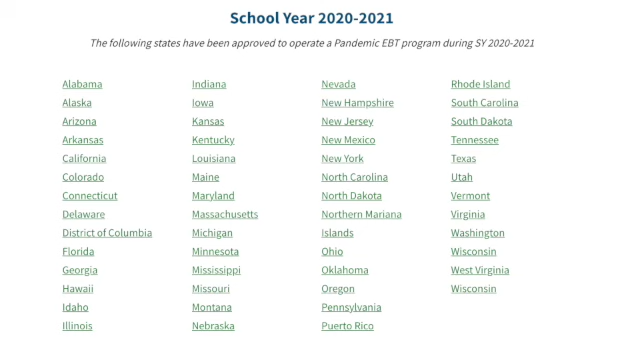 School Year 2020-2021
The following states have been approved to operate a Pandemic EBT program during SY 2020-2021
Alabama
Alaska
Arizona
Arkansas
California
Colorado
Connecticut
Delaware
District of Columbia
Florida
Georgia
Hawaii
Idaho
Illinois
Indiana
Iowa
Kansas
Kentucky
Louisiana
Maine
Maryland
Massachusetts
Michigan
Minnesota
Mississippi
Missouri
Montana
Nebraska
Nevada
New Hampshire
New Jersey
New Mexico
New York
North Carolina
North Dakota
Northern Mariana
Islands
Ohio
Oklahoma
Oregon
Pennsylvania
Puerto Rico
Rhode Island
South Carolina
South Dakota
Tennessee
Texas
Utah
Vermont
Virginia
Washington
Wisconsin
West Virginia
Wisconsin